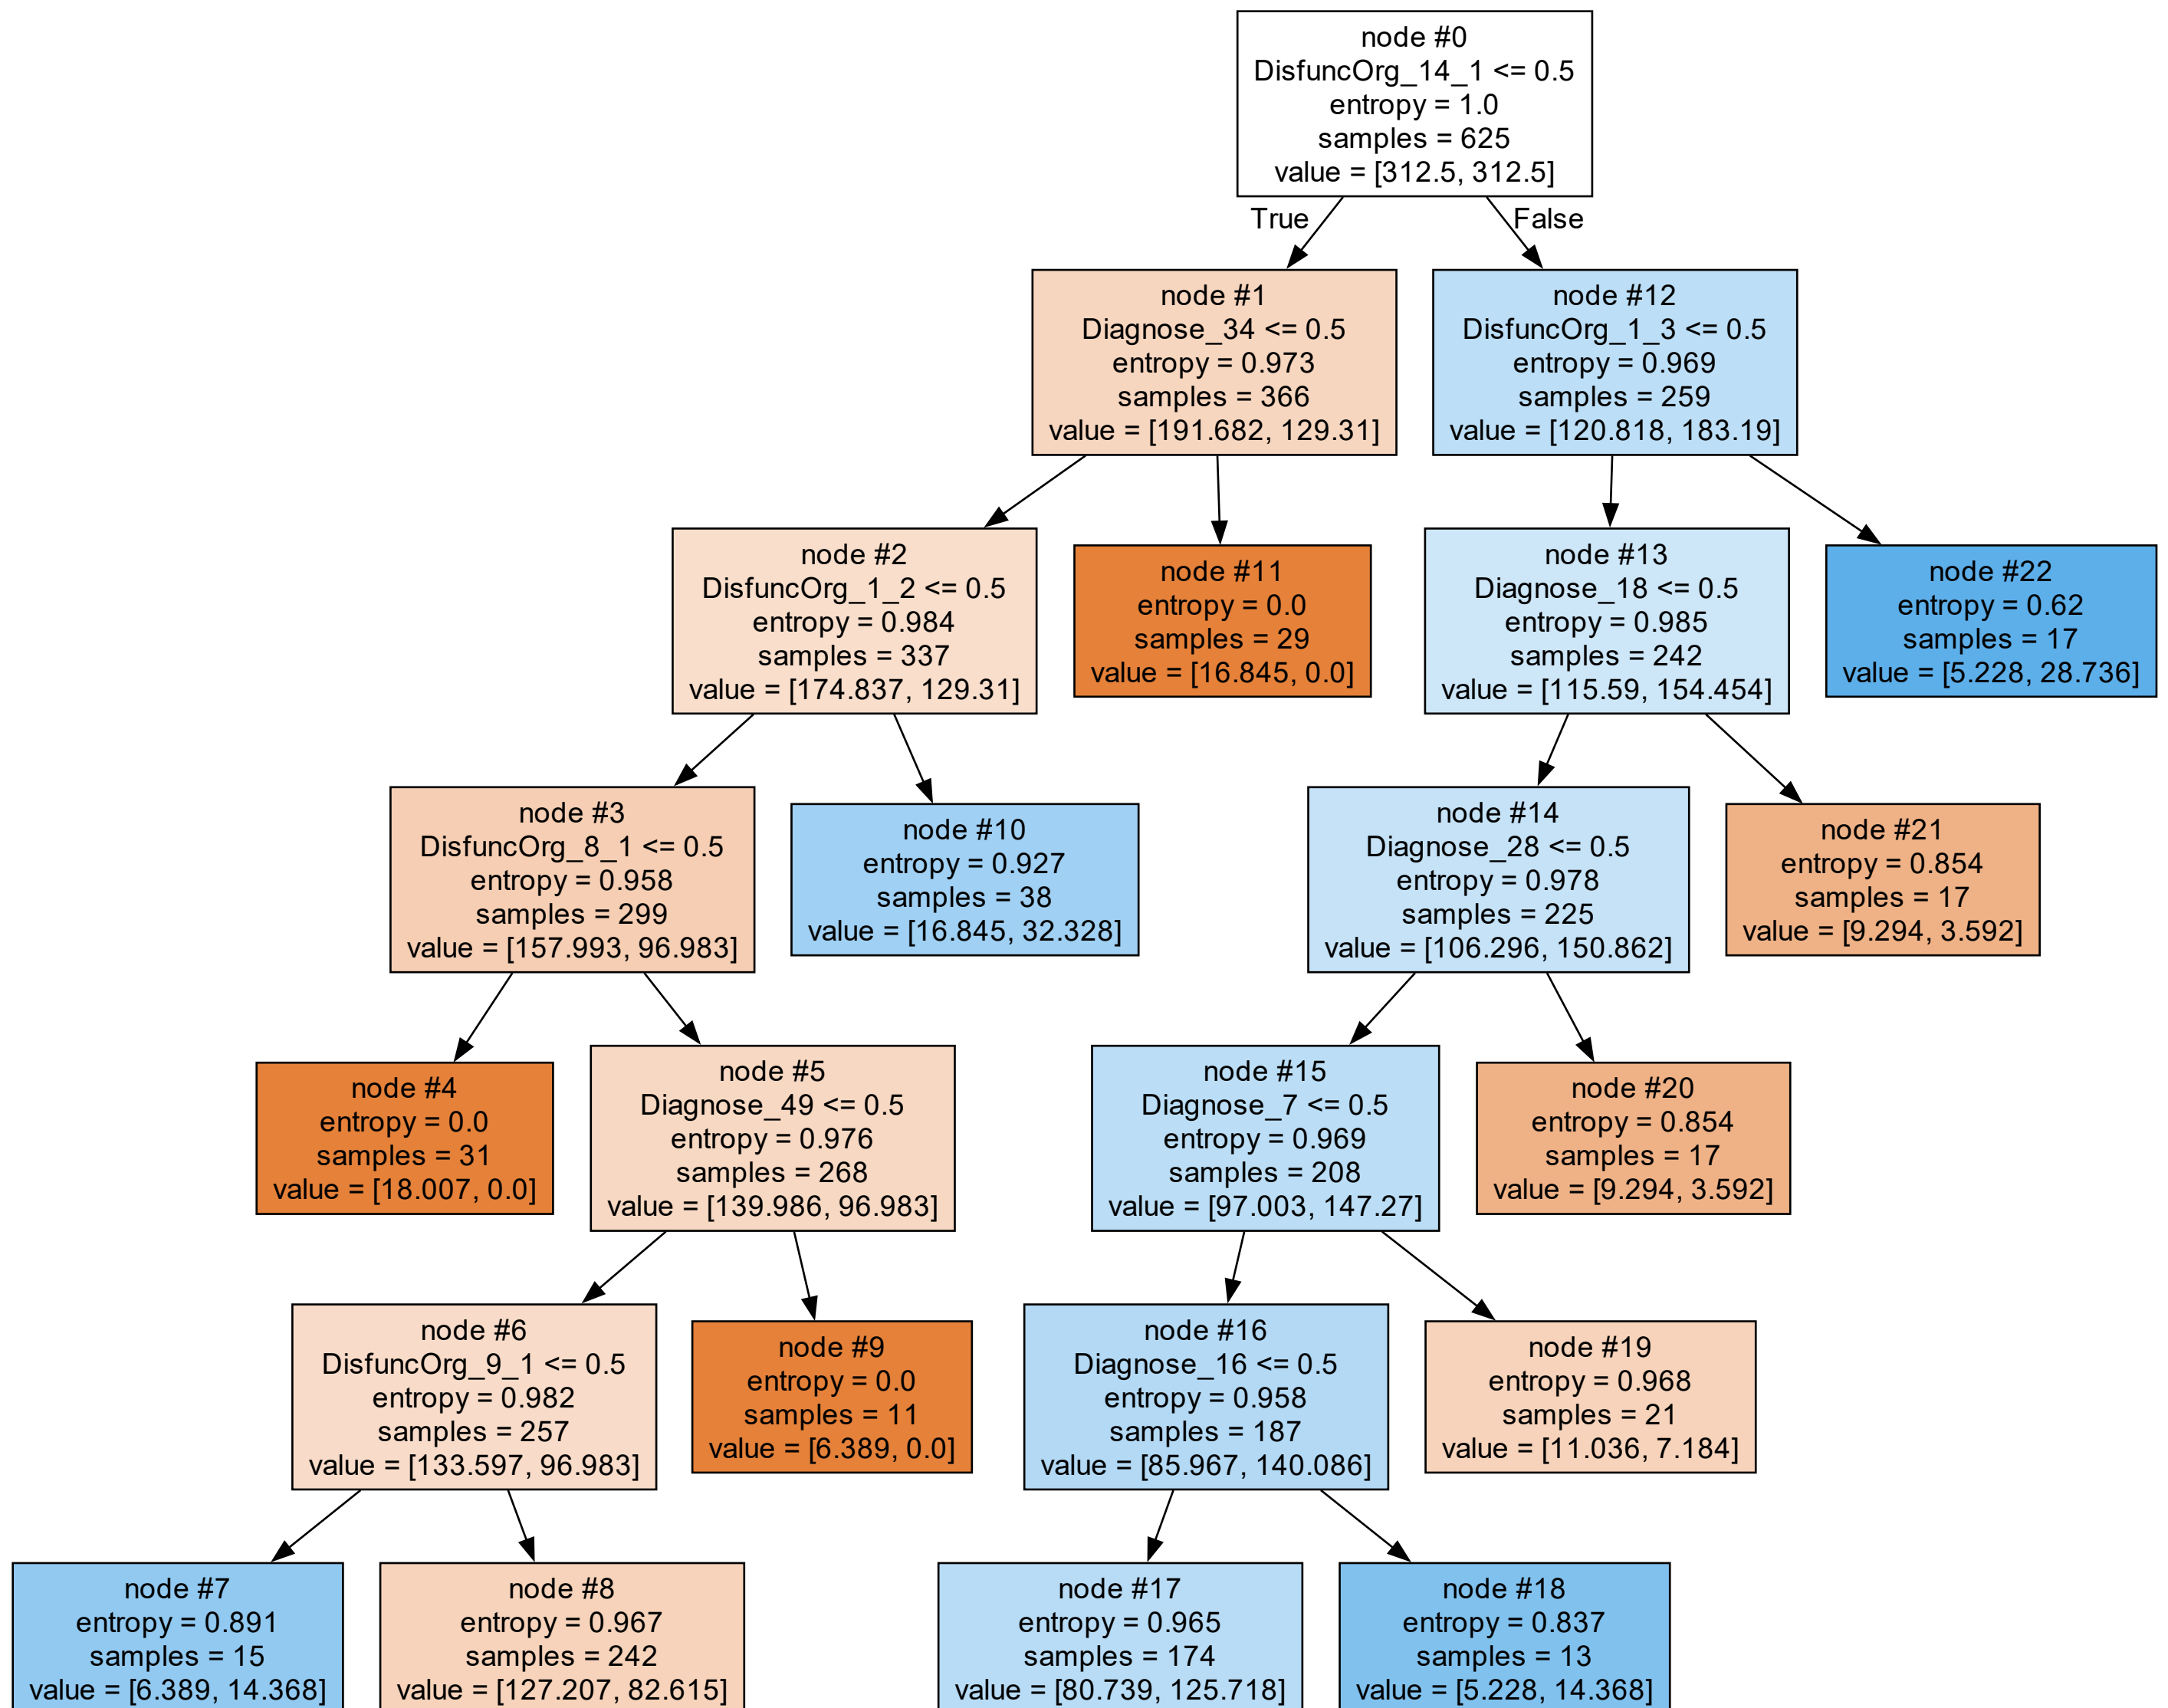 node #0
DisfuncOrg_14_1 <= 0.5
entropy = 1.0
samples = 625
value = [312.5, 312.5]
True
False
node #1
Diagnose_34 <= 0.5
entropy = 0.973
samples = 366
value = [191.682, 129.31]
node #12
DisfuncOrg_1_3 <= 0.5
entropy = 0.969
samples = 259
value = [120.818, 183.19]
node #2
DisfuncOrg_1_2 <= 0.5
entropy = 0.984
samples = 337
value = [174.837, 129.31]
node #11
entropy = 0.0
samples = 29
value = [16.845, 0.0]
node #13
Diagnose_18 <= 0.5
entropy = 0.985
samples = 242
value = [115.59, 154.454]
node #22
entropy = 0.62
samples = 17
value = [5.228, 28.736]
node #3
DisfuncOrg_8_1 <= 0.5
entropy = 0.958
samples = 299
value = [157.993, 96.983]
node #10
entropy = 0.927
samples = 38
value = [16.845, 32.328]
node #14
Diagnose_28 <= 0.5
entropy = 0.978
samples = 225
value = [106.296, 150.862]
node #21
entropy = 0.854
samples = 17
value = [9.294, 3.592]
node #4
entropy = 0.0
samples = 31
value = [18.007, 0.0]
node #5
Diagnose_49 <= 0.5
entropy = 0.976
samples = 268
value = [139.986, 96.983]
node #15
Diagnose_7 <= 0.5
entropy = 0.969
samples = 208
value = [97.003, 147.27]
node #20
entropy = 0.854
samples = 17
value = [9.294, 3.592]
node #6
DisfuncOrg_9_1 <= 0.5
entropy = 0.982
samples = 257
value = [133.597, 96.983]
node #9
entropy = 0.0
samples = 11
value = [6.389, 0.0]
node #16
Diagnose_16 <= 0.5
entropy = 0.958
samples = 187
value = [85.967, 140.086]
node #19
entropy = 0.968
samples = 21
value = [11.036, 7.184]
node #7
entropy = 0.891
samples = 15
value = [6.389, 14.368]
node #8
entropy = 0.967
samples = 242
value = [127.207, 82.615]
node #17
entropy = 0.965
samples = 174
value = [80.739, 125.718]
node #18
entropy = 0.837
samples = 13
value = [5.228, 14.368]